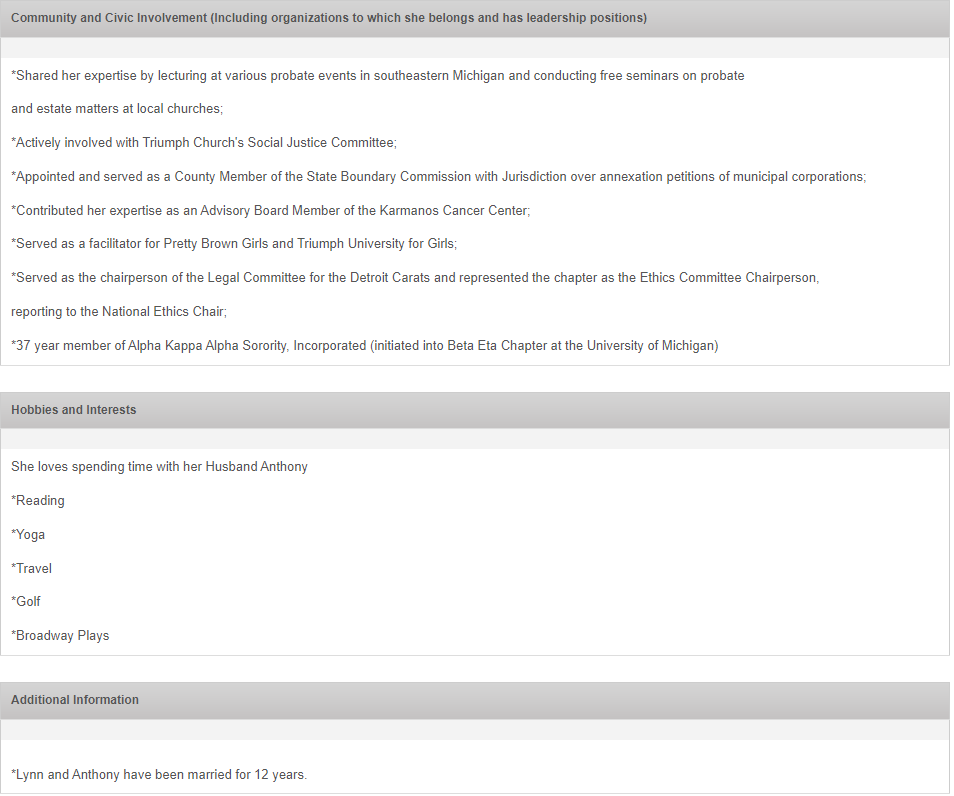 Community and Civic Involvement (Including organizations to which she belongs and has leadership positions)
*Shared her expertise by lecturing at various probate events in southeastern Michigan and conducting free seminars on probate
and estate matters at local churches;
*Actively involved with Triumph Church's Social Justice Committee;
*Appointed and served as a County Member of the State Boundary Commission with Jurisdiction over annexation petitions of municipal corporations;
*Contributed her expertise as an Advisory Board Member of the Karmanos Cancer Center;
*Served as a facilitator for Pretty Brown Girls and Triumph University for Girls;
*Served as the chairperson of the Legal Committee for the Detroit Carats and represented the chapter as the Ethics Committee Chairperson,
reporting to the National Ethics Chair;
*37 year member of Alpha Kappa Alpha Sorority, Incorporated (initiated into Beta Eta Chapter at the University of Michigan)
Hobbies and Interests
She loves spending time with her Husband Anthony
*Reading
*Yoga
*Travel
*Golf
*Broadway Plays
Additional Information
*Lynn and Anthony have been married for 12 years.